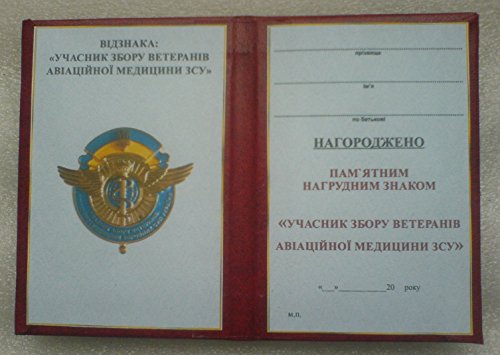 ВІДЗНАКА:
«УЧАСНИК ЗБОРУ ВЕТЕРАНІВ
АВІАЦІЙНОЇ МЕДИЦИНИ ЗСУ»
прізвище
ім'я
по батькові
НАГОРОДЖЕНО
ПАМ`ЯТНИМ
НАГРУДНИМ ЗНАКОМ
«УЧАСНИК ЗБОРУ ВЕТЕРАНІВ
АВІАЦІЙНОЇ МЕДИЦИНИ ЗСУ»
«___»____________20 року
М.П.